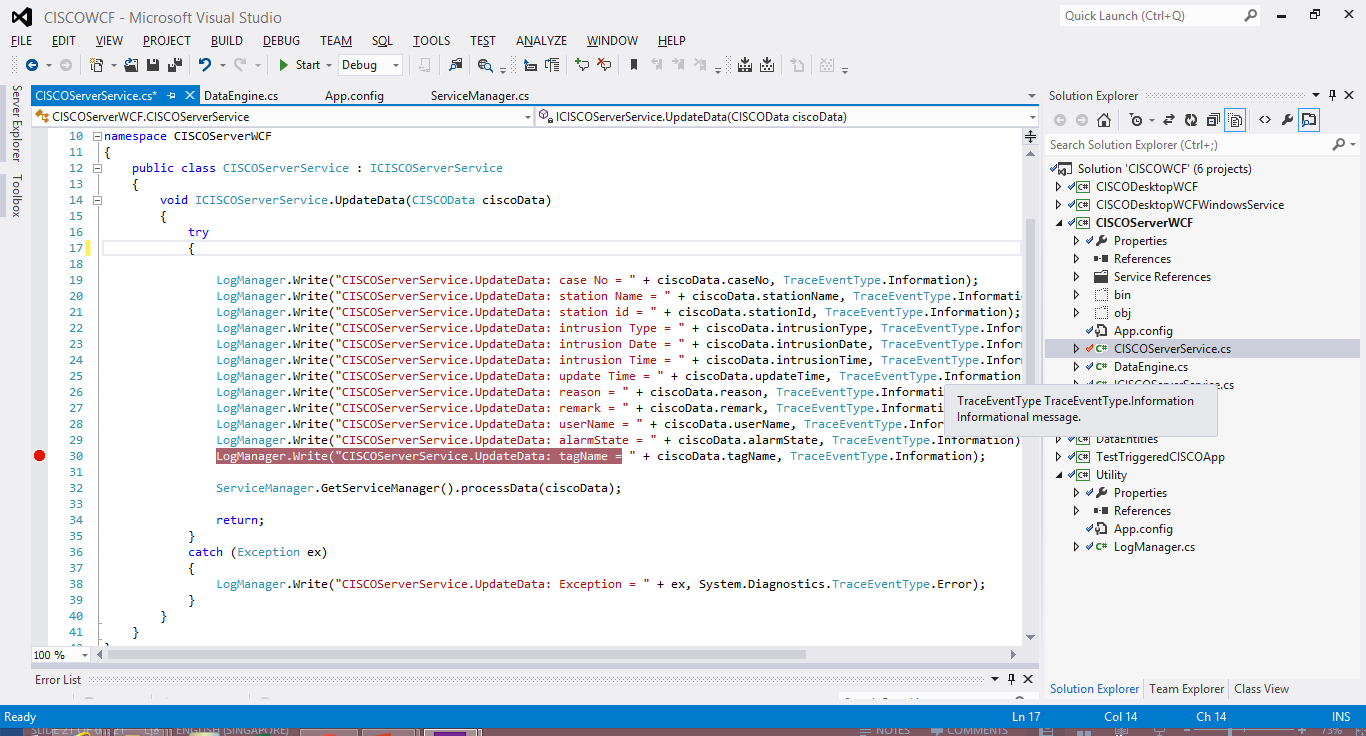 CISCOWCF - Microsoft Visual Studio
Quick Launch (Ctrl+Q)
FILE EDIT VIEW PROJECT BUILD DEBUG TEAM SQL TOOLS TEST ANALYZE WINDOW HELP
Start Debug
CISCOServerService.cs* DataEngine.cs App.config ServiceManager.cs
CISCOServerWCF.CISCOServerService ICISCOServerService.UpdateData(CISCOData ciscoData)
Server Explorer
Toolbox
10 namespace CISCOServerWCF
11 {
12 public class CISCOServerService : ICISCOServerService
13 {
14 void ICISCOServerService.UpdateData(CISCOData ciscoData)
15 {
16 try
17 {
18
19 LogManager.Write("CISCOServerService.UpdateData: case No = " + ciscoData.caseNo, TraceEventType.Information);
20 LogManager.Write("CISCOServerService.UpdateData: station Name = " + ciscoData.stationName, TraceEventType.Informatio
21 LogManager.Write("CISCOServerService.UpdateData: station id = " + ciscoData.stationId, TraceEventType.Information);
22 LogManager.Write("CISCOServerService.UpdateData: intrusion Type = " + ciscoData.intrusionType, TraceEventType.Infor
23 LogManager.Write("CISCOServerService.UpdateData: intrusion Date = " + ciscoData.intrusionDate, TraceEventType.Infor
24 LogManager.Write("CISCOServerService.UpdateData: intrusion Time = " + ciscoData.intrusionTime, TraceEventType.Infor
25 LogManager.Write("CISCOServerService.UpdateData: update Time = " + ciscoData.updateTime, TraceEventType.Information
26 LogManager.Write("CISCOServerService.UpdateData: reason = " + ciscoData.reason, TraceEventType.Informa
27 LogManager.Write("CISCOServerService.UpdateData: remark = " + ciscoData.remark, TraceEventType.Informa
28 LogManager.Write("CISCOServerService.UpdateData: userName = " + ciscoData.userName, TraceEventType.Infor
29 LogManager.Write("CISCOServerService.UpdateData: alarmState = " + ciscoData.alarmState, TraceEventType.Information)
30 LogManager.Write("CISCOServerService.UpdateData: tagName = " + ciscoData.tagName, TraceEventType.Information);
31
32 ServiceManager.GetServiceManager().processData(ciscoData);
33
34 return;
35 }
36 catch (Exception ex)
37 {
38 LogManager.Write("CISCOServerService.UpdateData: Exception = " + ex, System.Diagnostics.TraceEventType.Error);
39 }
40 }
41 }
TraceEventType TraceEventType.Information
Informational message.
100 %
Error List
Solution Explorer
Search Solution Explorer (Ctrl+;)
Solution 'CISCOWCF' (6 projects)
CISCODesktopWCF
CISCODesktopWCFWindowsService
CISCOServerWCF
Properties
References
Service References
bin
obj
App.config
CISCOServerService.cs
DataEngine.cs
ICISCOServerService.cs
DataEntities
TestTriggeredCISCOApp
Utility
Properties
References
App.config
LogManager.cs
Solution Explorer Team Explorer Class View
Ready Ln 17 Col 14 Ch 14 INS
ENGLISH (SINGAPORE) NOTES COMMENTS 73%